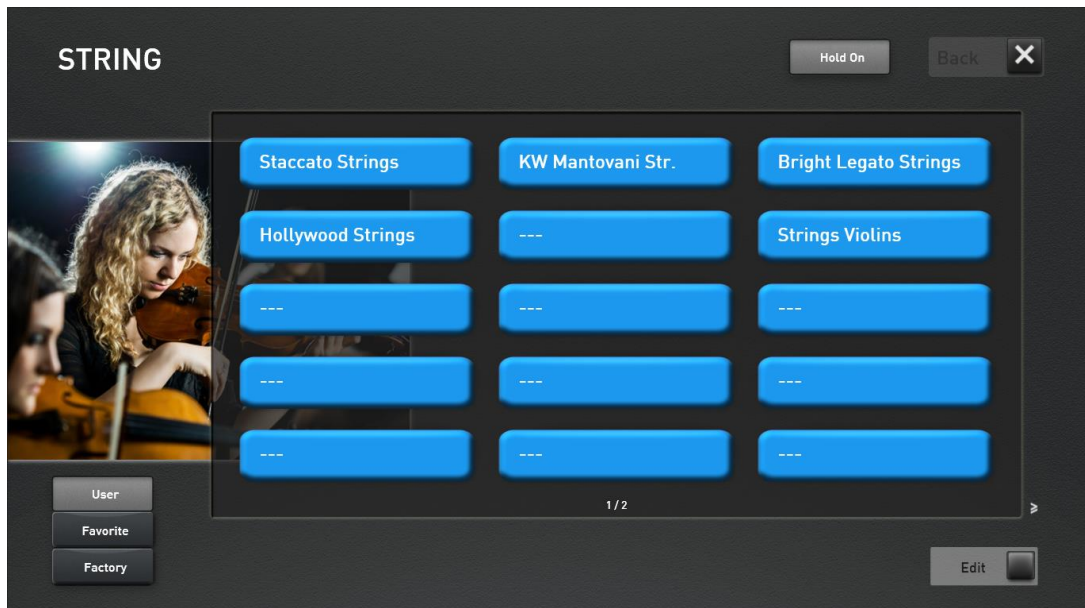 STRING
Hold On
Back
Staccato Strings
KW Mantovani Str.
Bright Legato Strings
Hollywood Strings
---
Strings Violins
---
---
---
---
---
---
---
---
---
1/2
User
Favorite
Factory
Edit